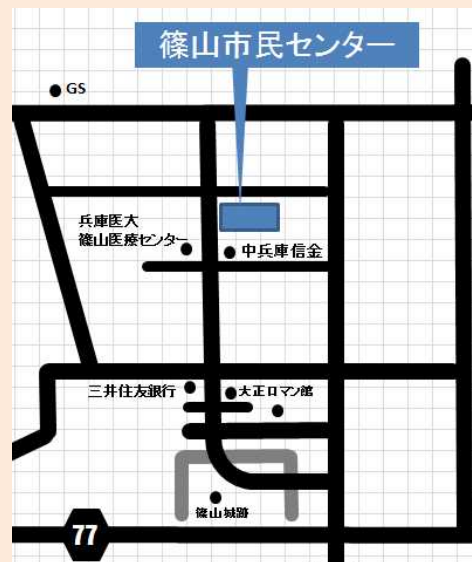 篠山市民センター
GS
兵庫医大
篠山医療センター
中兵庫信金
三井住友銀行
大正ロマン館
篠山城跡
77